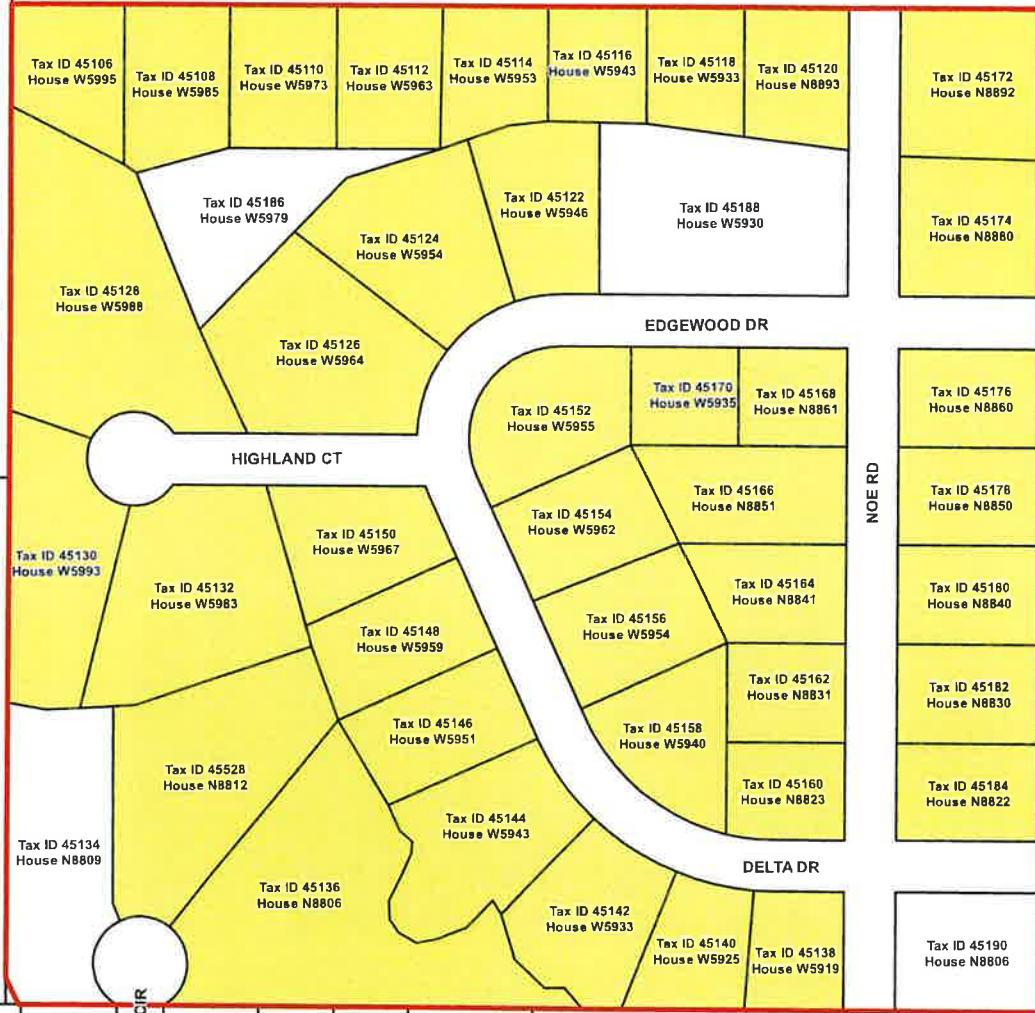 Tax ID 45106
House W5995
Tax ID 45108
House W5985
Tax ID 45110
House W5973
Tax ID 45112
House W5963
Tax ID 45114
House W5953
Tax ID 45116
House W5943
Tax ID 45118
House W5933
Tax ID 45120
House N8893
Tax ID 45172
House N8892
Tax ID 45186
House W5979
Tax ID 45122
House W5946
Tax ID 45188
House W5930
Tax ID 45174
House N8880
Tax ID 45124
House W5954
Tax ID 45128
House W5988
Tax ID 45126
House W5964
EDGEWOOD DR
Tax ID 45152
House W5955
Tax ID 45170
House W5935
Tax ID 45168
House N8861
Tax ID 45176
House N8860
HIGHLAND CT
NOE RD
Tax ID 45166
House N8851
Tax ID 45178
House N8850
Tax ID 45154
House W5962
Tax ID 45150
House W5967
Tax ID 45130
House W5993
Tax ID 45132
House W5983
Tax ID 45164
House N8841
Tax ID 45180
House N8840
Tax ID 45156
House W5954
Tax ID 45148
House W5959
Tax ID 45162
House N8831
Tax ID 45182
House N8830
Tax ID 45146
House W5951
Tax ID 45158
House W5940
Tax ID 45528
House N8812
Tax ID 45160
House N8823
Tax ID 45184
House N8822
Tax ID 45144
House W5943
Tax ID 45134
House N8809
DELTA DR
Tax ID 45136
House N8806
Tax ID 45142
House W5933
Tax ID 45140
House W5925
Tax ID 45138
House W5919
Tax ID 45190
House N8806
CIR